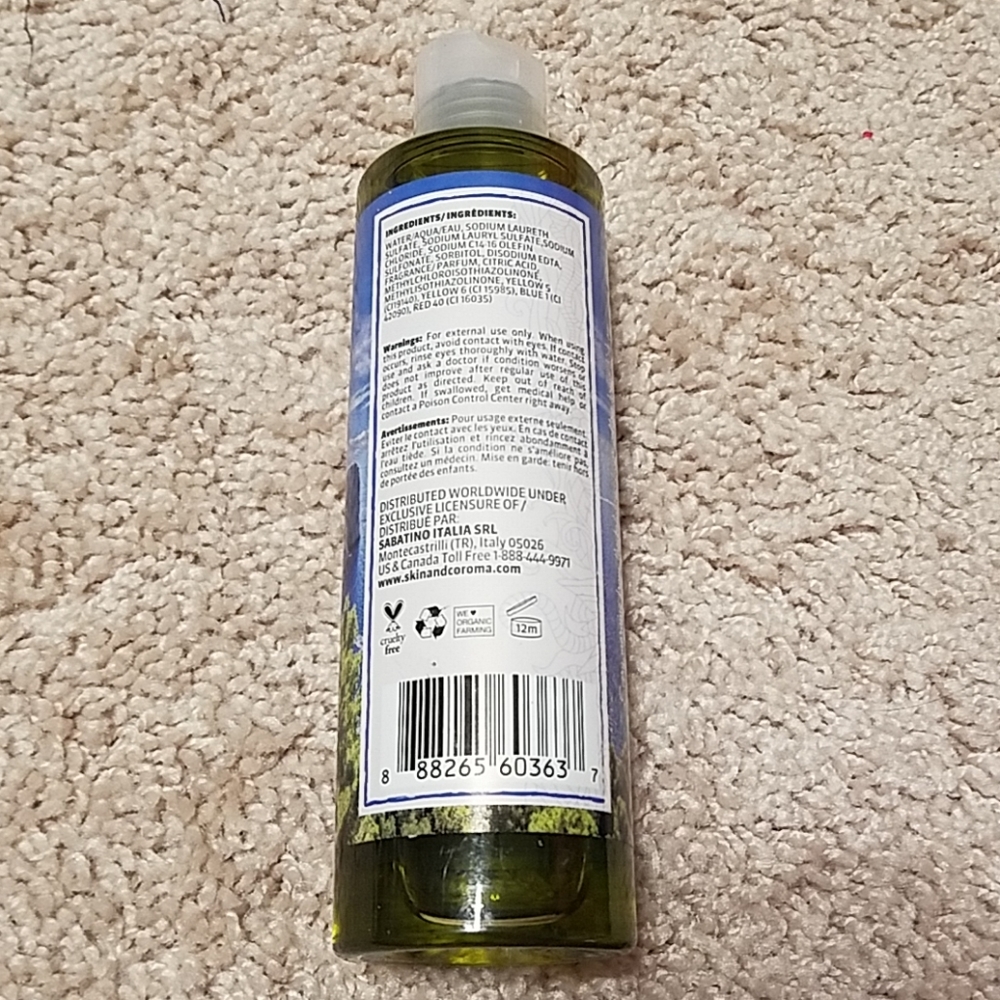 INGREDIENTS/INGRÉDIENTS:
WATER/AQUA/EAU, SODIUM LAURETH
SULFATE, SODIUM LAURYL SULFATE,SODIUM
CHLORIDE, SODIUM C14-16 OLEFIN
SULFONATE, SORBITOL, DISODIUM EDTA,
FRAGRANCE/ PARFUM, CITRIC ACID,
METHYLCHLOROISOTHIAZOLINONE,
METHYLISOTHIAZOLINONE, YELLOW 5
(CI19140), YELLOW 6 (CI 15985), BLUE 1 (CI
42090), RED 40 (CI 16035)
Warnings: For external use only. When using
this product, avoid contact with eyes. If contact
occurs, rinse eyes thoroughly with water. Stop
use and ask a doctor if condition worsens or
does not improve after regular use of this
product as directed. Keep out of reach of
children. If swallowed, get medical help or
contact a Poison Control Center right away.
Avertissements: Pour usage externe seulement.
Eviter le contact avec les yeux. En cas de contact
arrêtez l'utilisation et rincez abondamment à
l'eau tiède. Si la condition ne s'améliore pas,
consultez un médecin. Mise en garde: tenir hors
de portée des enfants.
DISTRIBUTED WORLDWIDE UNDER
EXCLUSIVE LICENSURE OF/
DISTRIBUÉ PAR:
SABATINO ITALIA SRL
Montecastrilli (TR), Italy 05026
US & Canada Toll Free 1-888-444-9971
www.skinandcoroma.com
cruelty
free
WE ♥
ORGANIC
FARMING
12m
8 88265 60363 7